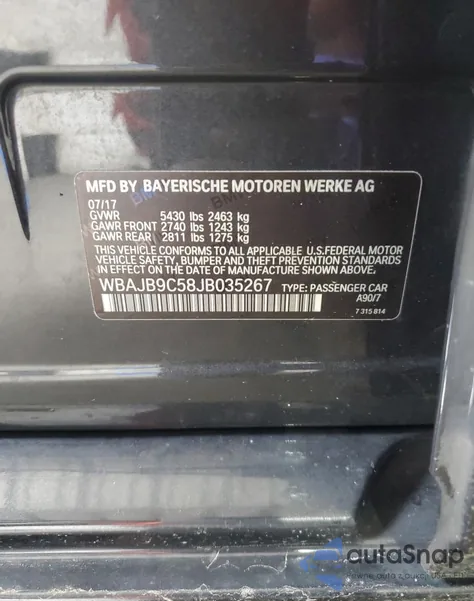 MFD BY BAYERISCHE MOTOREN WERKE AG
07/17
GVWR 5430 lbs 2463 kg
GAWR FRONT 2740 lbs 1243 kg
GAWR REAR 2811 lbs 1275 kg
THIS VEHICLE CONFORMS TO ALL APPLICABLE U.S.FEDERAL MOTOR
VEHICLE SAFETY, BUMPER AND THEFT PREVENTION STANDARDS
IN EFFECT ON THE DATE OF MANUFACTURE SHOWN ABOVE.
WBAJB9C58JB035267 TYPE: PASSENGER CAR
A90/7
7 315 814
autoSnap